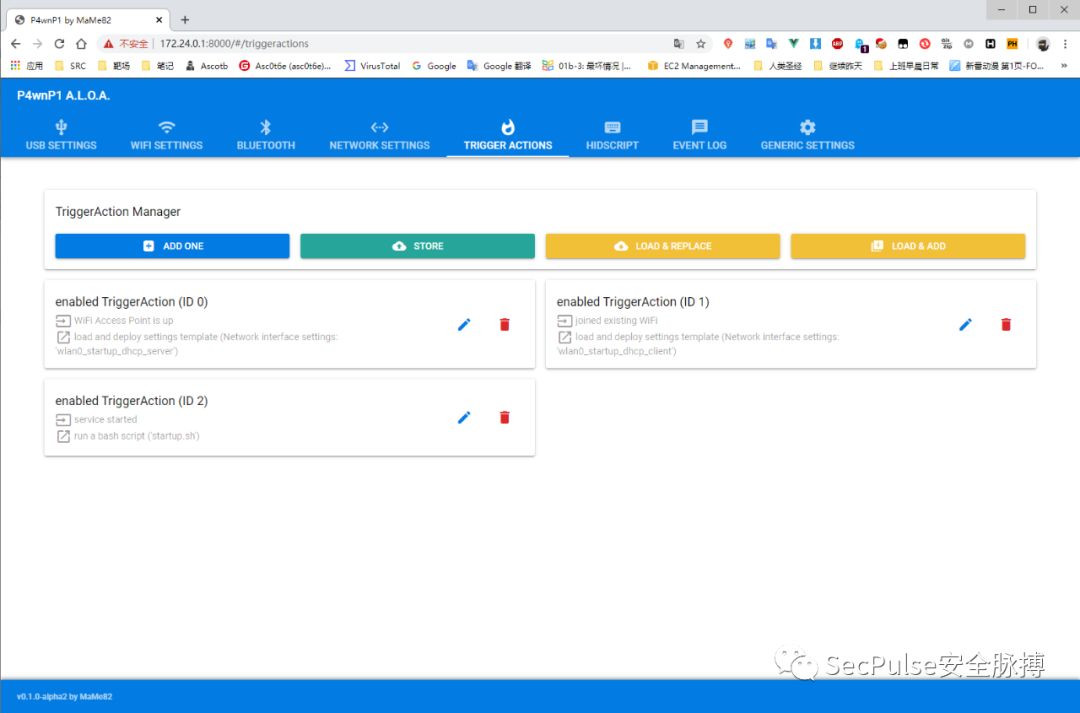 P4wnP1 by MaMe82
不安全 | 172.24.0.1:8000/#/triggeractions
应用 SRC 靶场 笔记 Ascotb Asc0t6e (asc0t6e)... VirusTotal Google Google 翻译 01b-3: 最坏情况 |... EC2 Management... 人类圣经 继续昨天 上班早晨日常 新番动漫 第1页-FO... »
P4wnP1 A.L.O.A.
USB SETTINGS WIFI SETTINGS BLUETOOTH NETWORK SETTINGS TRIGGER ACTIONS HIDSCRIPT EVENT LOG GENERIC SETTINGS
TriggerAction Manager
ADD ONE STORE LOAD & REPLACE LOAD & ADD
enabled TriggerAction (ID 0)
WiFi Access Point is up
load and deploy settings template (Network interface settings:
'wlan0_startup_dhcp_server')
enabled TriggerAction (ID 1)
joined existing WiFi
load and deploy settings template (Network interface settings:
'wlan0_startup_dhcp_client')
enabled TriggerAction (ID 2)
service started
run a bash script ('startup.sh')
SecPulse安全脉搏
v0.1.0-alpha2 by MaMe82